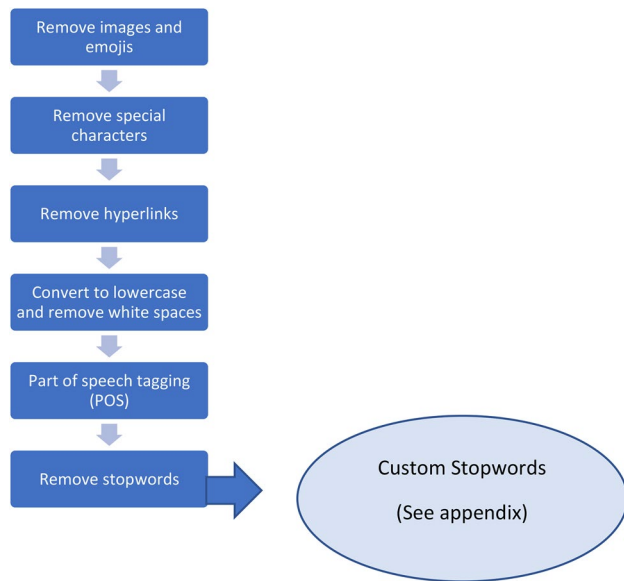 Remove images and
emojis
Remove special
characters
Remove hyperlinks
Convert to lowercase
and remove white spaces
Part of speech tagging
(POS)
Remove stopwords
Custom Stopwords
(See appendix)